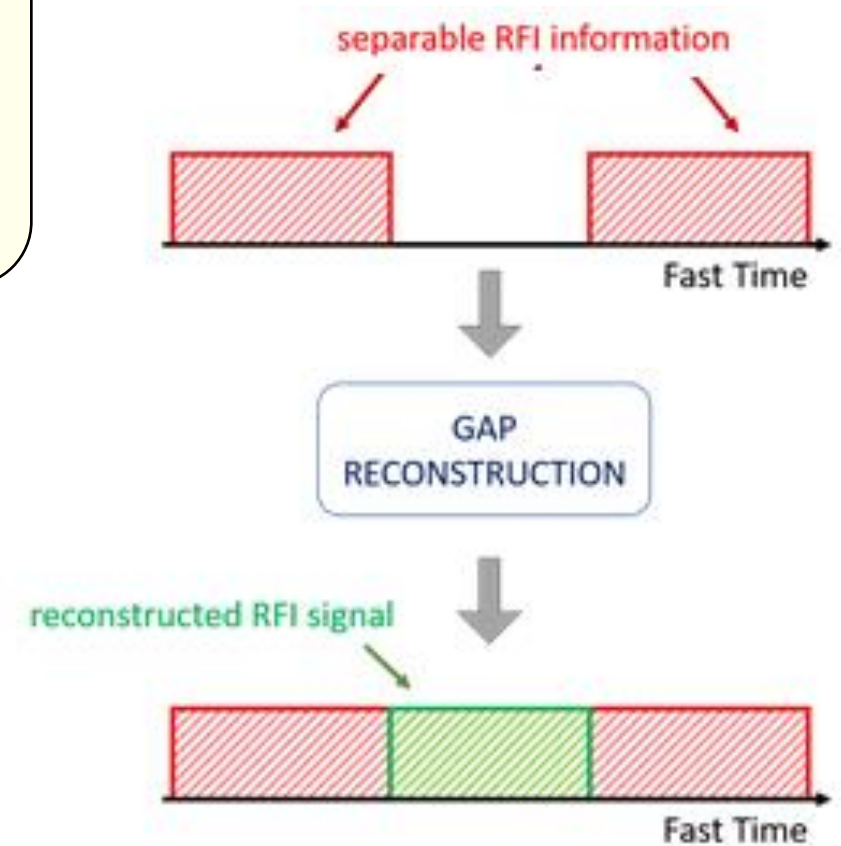 separable RFI information
Fast Time
GAP
RECONSTRUCTION
reconstructed RFI signal
Fast Time